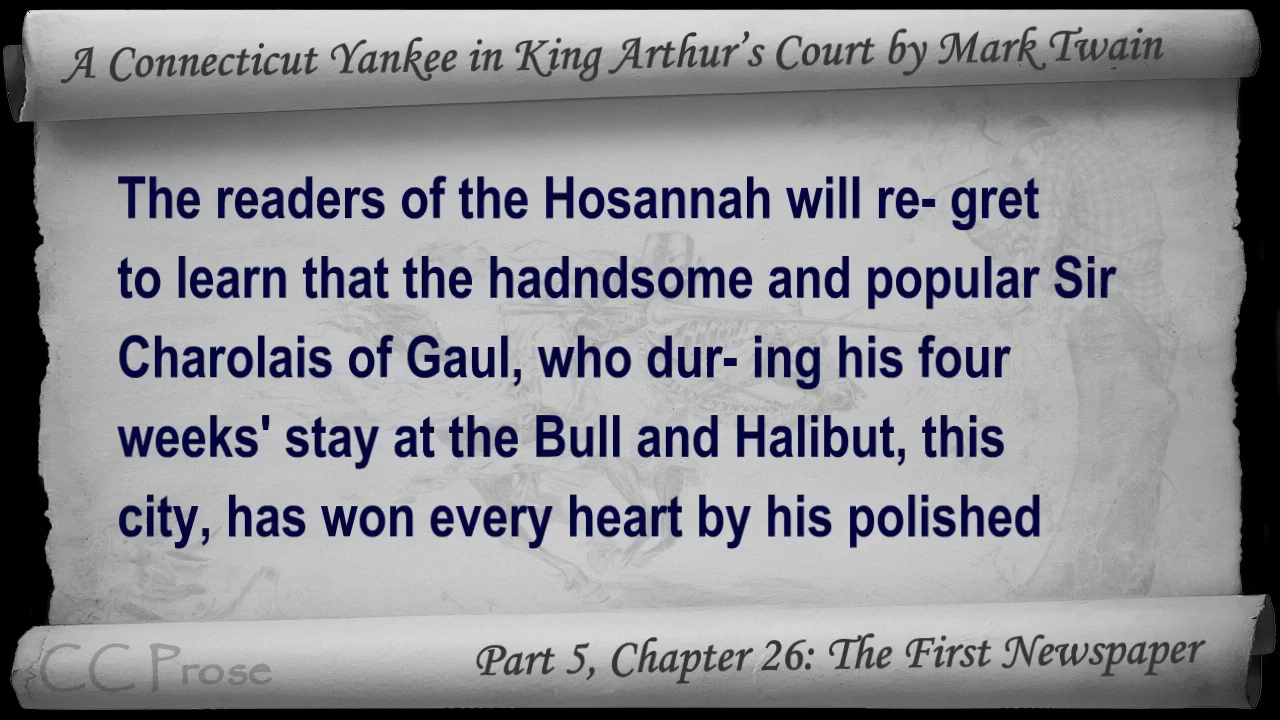 A Connecticut Yankee in King Arthur's Court by Mark Twain
The readers of the Hosannah will re- gret
to learn that the hadndsome and popular Sir
Charolais of Gaul, who dur- ing his four
weeks' stay at the Bull and Halibut, this
city, has won every heart by his polished
CC Prose
Part 5, Chapter 26: The First Newspaper